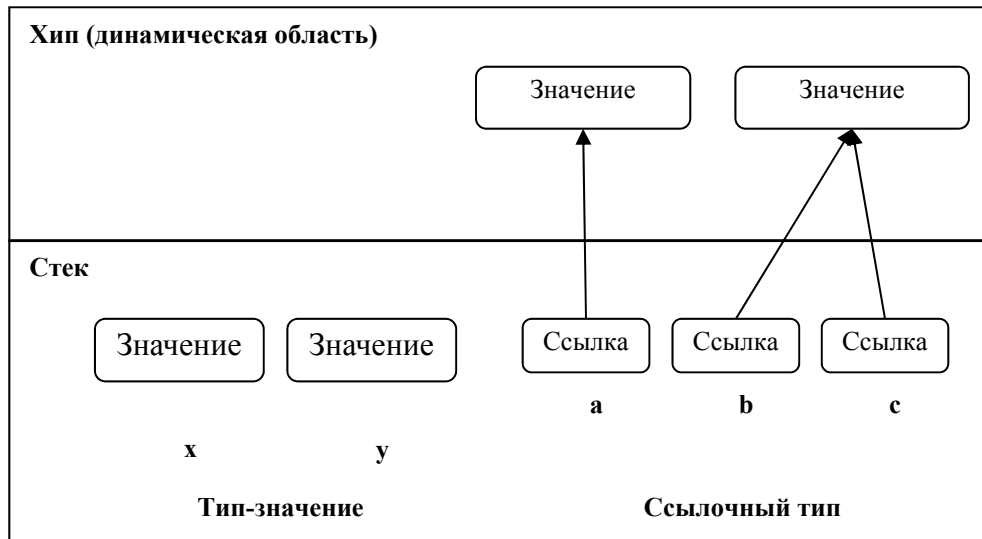 Хип (динамическая область)
Значение
Значение
Стек
Значение
Значение
Ссылка
Ссылка
Ссылка
a
b
c
x
y
Тип-значение
Ссылочный тип